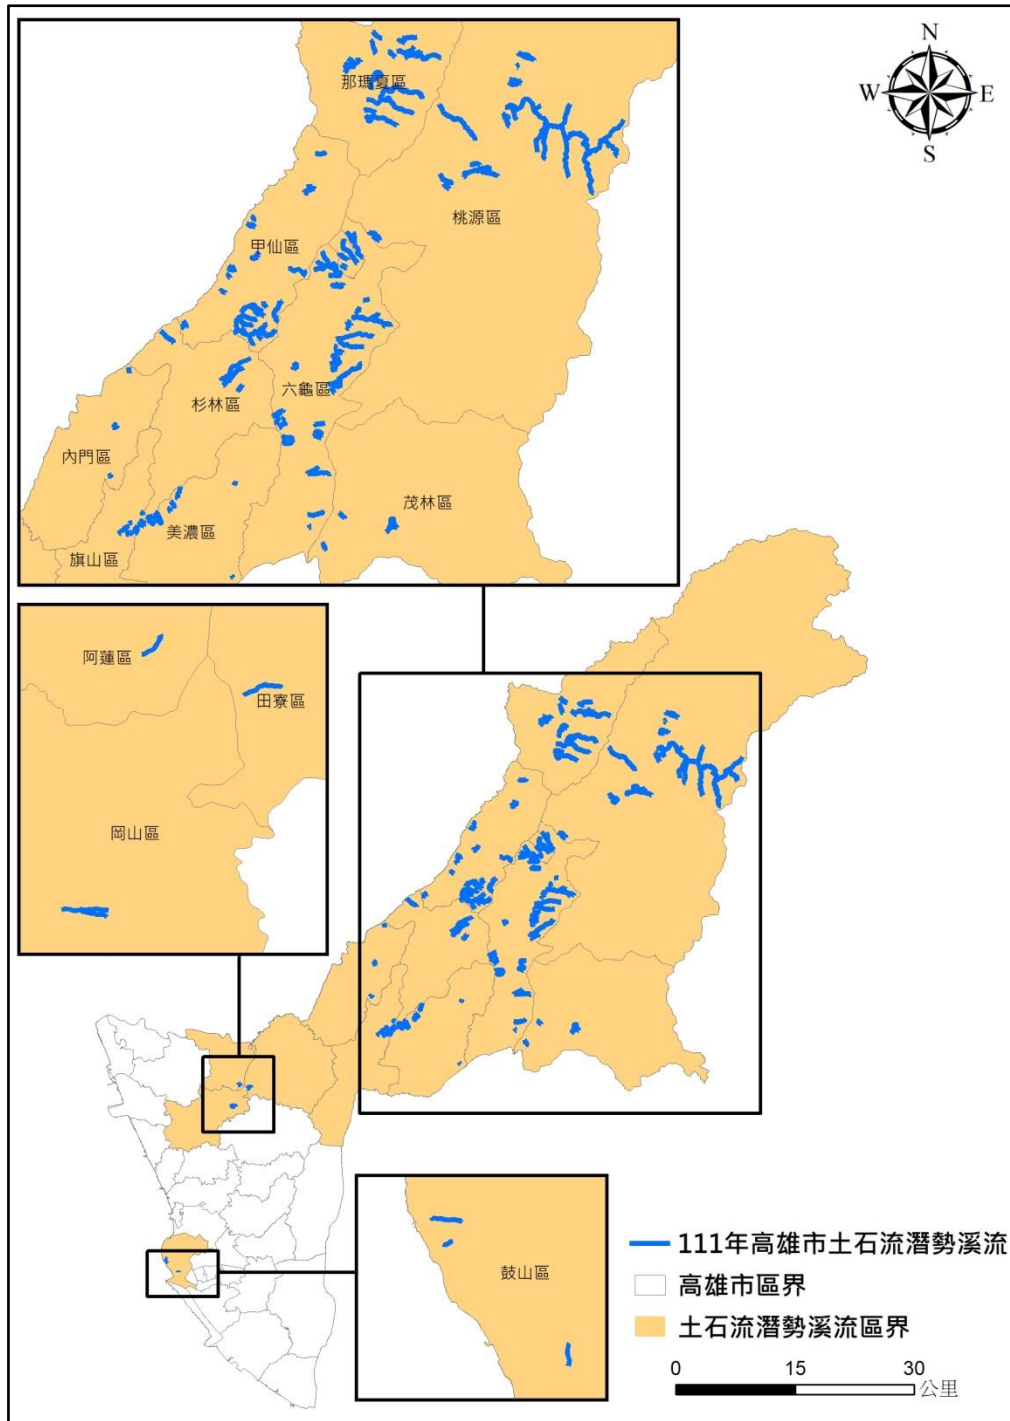 N
W
E
S
那瑪夏區
桃源區
甲仙區
六龜區
杉林區
內門區
茂林區
美濃區
旗山區
阿蓮區
田寮區
岡山區
鼓山區
111年高雄市土石流潛勢溪流
高雄市區界
土石流潛勢溪流區界
0 15 30
公里